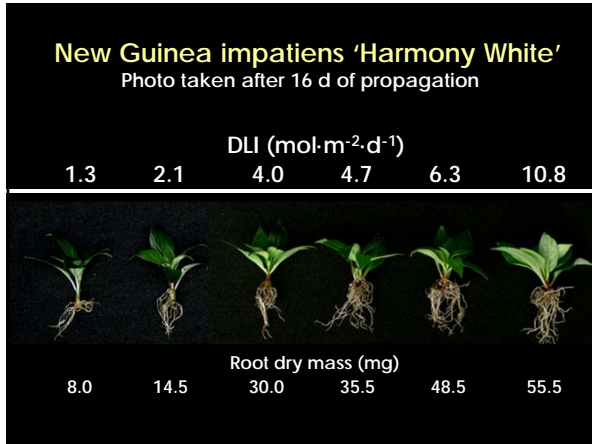 New Guinea impatiens ‘Harmony White’
Photo taken after 16 d of propagation
DLI (mol·m-2·d-1)
1.3 2.1 4.0 4.7 6.3 10.8
Root dry mass (mg)
8.0 14.5 30.0 35.5 48.5 55.5